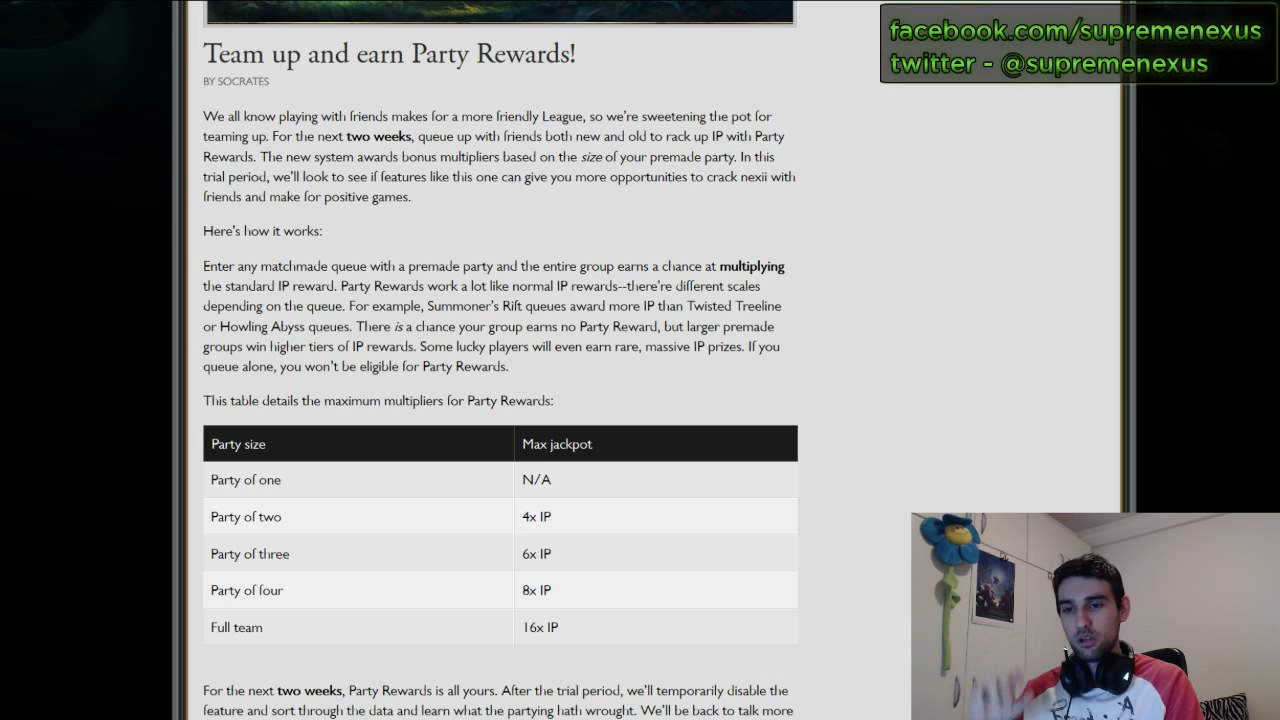 facebook.com/supremenexus
twitter - @supremenexus
Team up and earn Party Rewards!
BY SOCRATES
We all know playing with friends makes for a more friendly League, so we're sweetening the pot for
teaming up. For the next two weeks, queue up with friends both new and old to rack up IP with Party
Rewards. The new system awards bonus multipliers based on the size of your premade party. In this
trial period, we'll look to see if features like this one can give you more opportunities to crack nexii with
friends and make for positive games.
Here's how it works:
Enter any matchmade queue with a premade party and the entire group earns a chance at multiplying
the standard IP reward. Party Rewards work a lot like normal IP rewards--there're different scales
depending on the queue. For example, Summoner's Rift queues award more IP than Twisted Treeline
or Howling Abyss queues. There is a chance your group earns no Party Reward, but larger premade
groups win higher tiers of IP rewards. Some lucky players will even earn rare, massive IP prizes. If you
queue alone, you won't be eligible for Party Rewards.
This table details the maximum multipliers for Party Rewards:
Party size Max jackpot
Party of one N/A
Party of two 4x IP
Party of three 6x IP
Party of four 8x IP
Full team 16x IP
For the next two weeks, Party Rewards is all yours. After the trial period, we'll temporarily disable the
feature and sort through the data and learn what the partying hath wrought. We'll be back to talk more